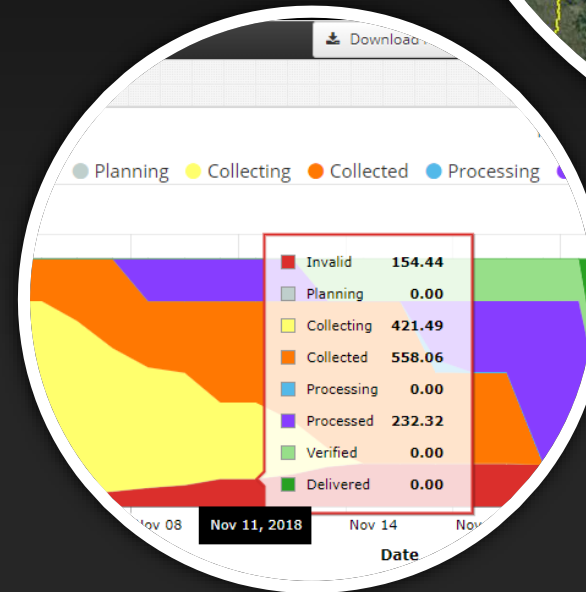 Download
Planning Collecting Collected Processing
Invalid 154.44
Planning 0.00
Collecting 421.49
Collected 558.06
Processing 0.00
Processed 232.32
Verified 0.00
Delivered 0.00
Nov 08 Nov 11, 2018 Nov 14 Nov
Date